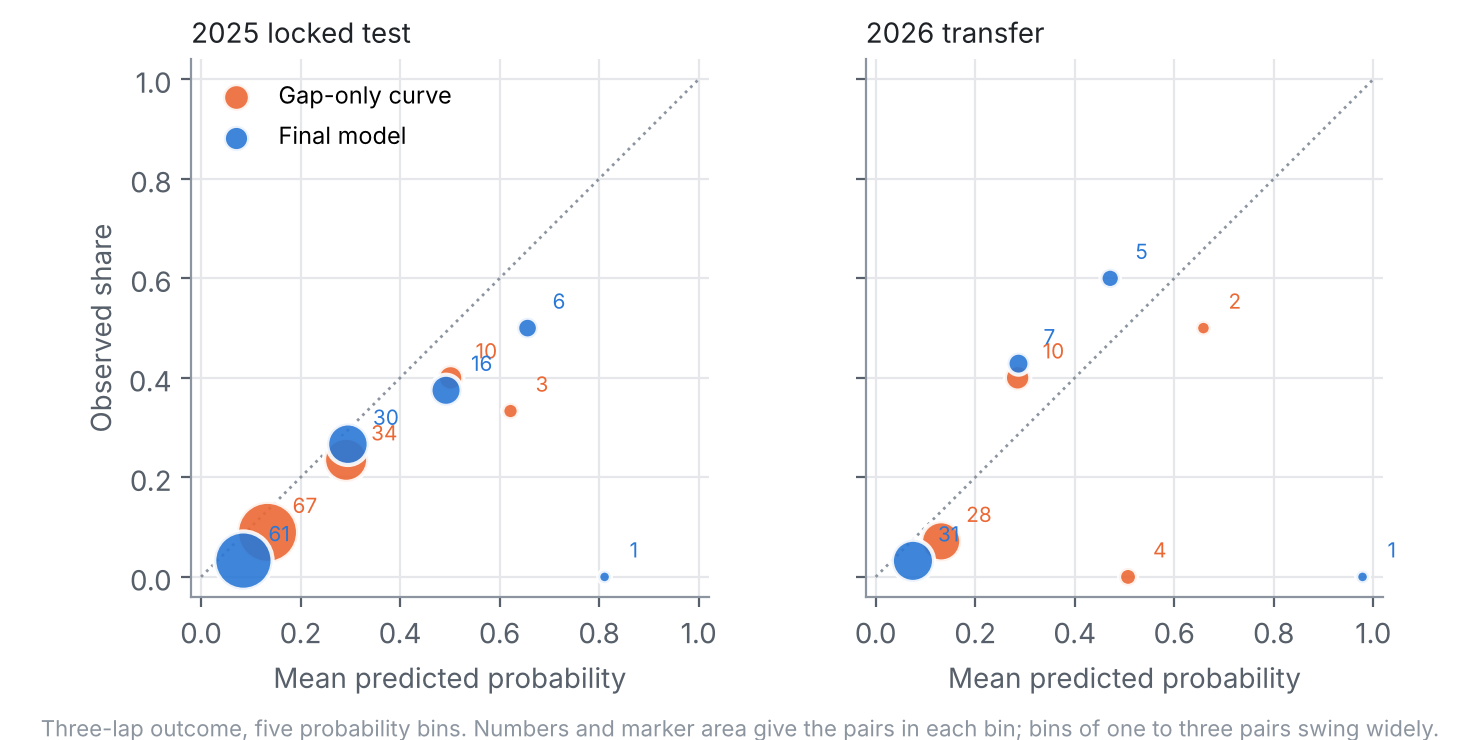 2025 locked test
2026 transfer
Gap-only curve
Final model
Observed share
1.0
0.8
0.6
0.4
0.2
0.0
6
10
16
3
30
34
67
61
1
5
2
7
10
28
31
4
1
0.0 0.2 0.4 0.6 0.8 1.0
0.0 0.2 0.4 0.6 0.8 1.0
Mean predicted probability
Mean predicted probability
Three-lap outcome, five probability bins. Numbers and marker area give the pairs in each bin; bins of one to three pairs swing widely.